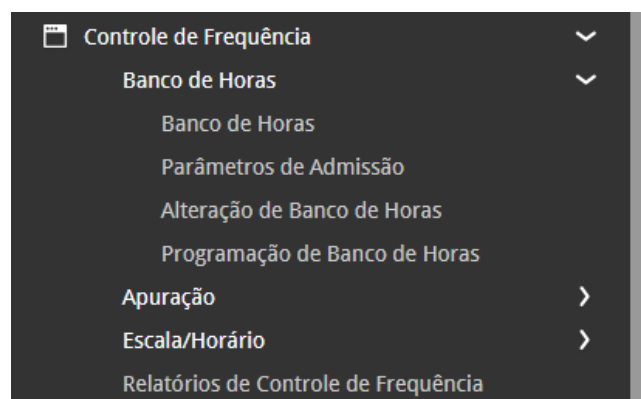 Controle de Frequência
Banco de Horas
Banco de Horas
Parâmetros de Admissão
Alteração de Banco de Horas
Programação de Banco de Horas
Apuração
Escala/Horário
Relatórios de Controle de Frequência